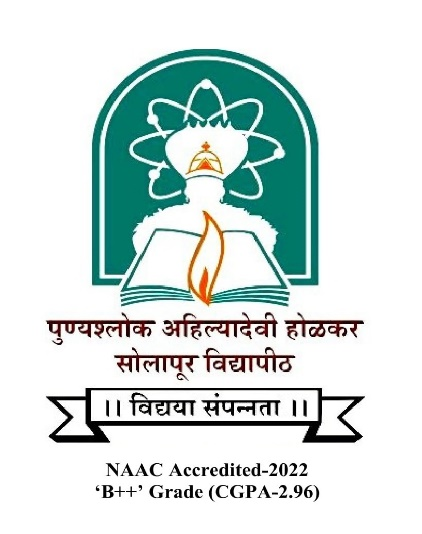 पुण्यश्लोक अहिल्यादेवी होळकर
सोलापूर विद्यापीठ
।। विद्यया संपन्नता ।।
NAAC Accredited-2022
‘B++’ Grade (CGPA-2.96)